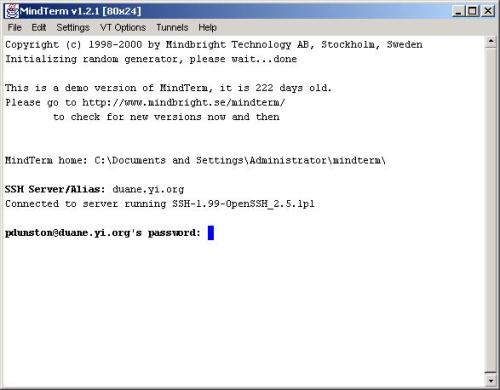 MindTerm v1.2.1 [80x24]
File Edit Settings VT Options Tunnels Help
Copyright (c) 1998-2000 by Mindbright Technology AB, Stockholm, Sweden
Initializing random generator, please wait...done
This is a demo version of MindTerm, it is 222 days old.
Please go to http://www.mindbright.se/mindterm/
to check for new versions now and then
MindTerm home: C:\Documents and Settings\Administrator\mindterm\
SSH Server/Alias: duane.yi.org
Connected to server running SSH-1.99-OpenSSH_2.5.1p1
pdunston@duane.yi.org's password: